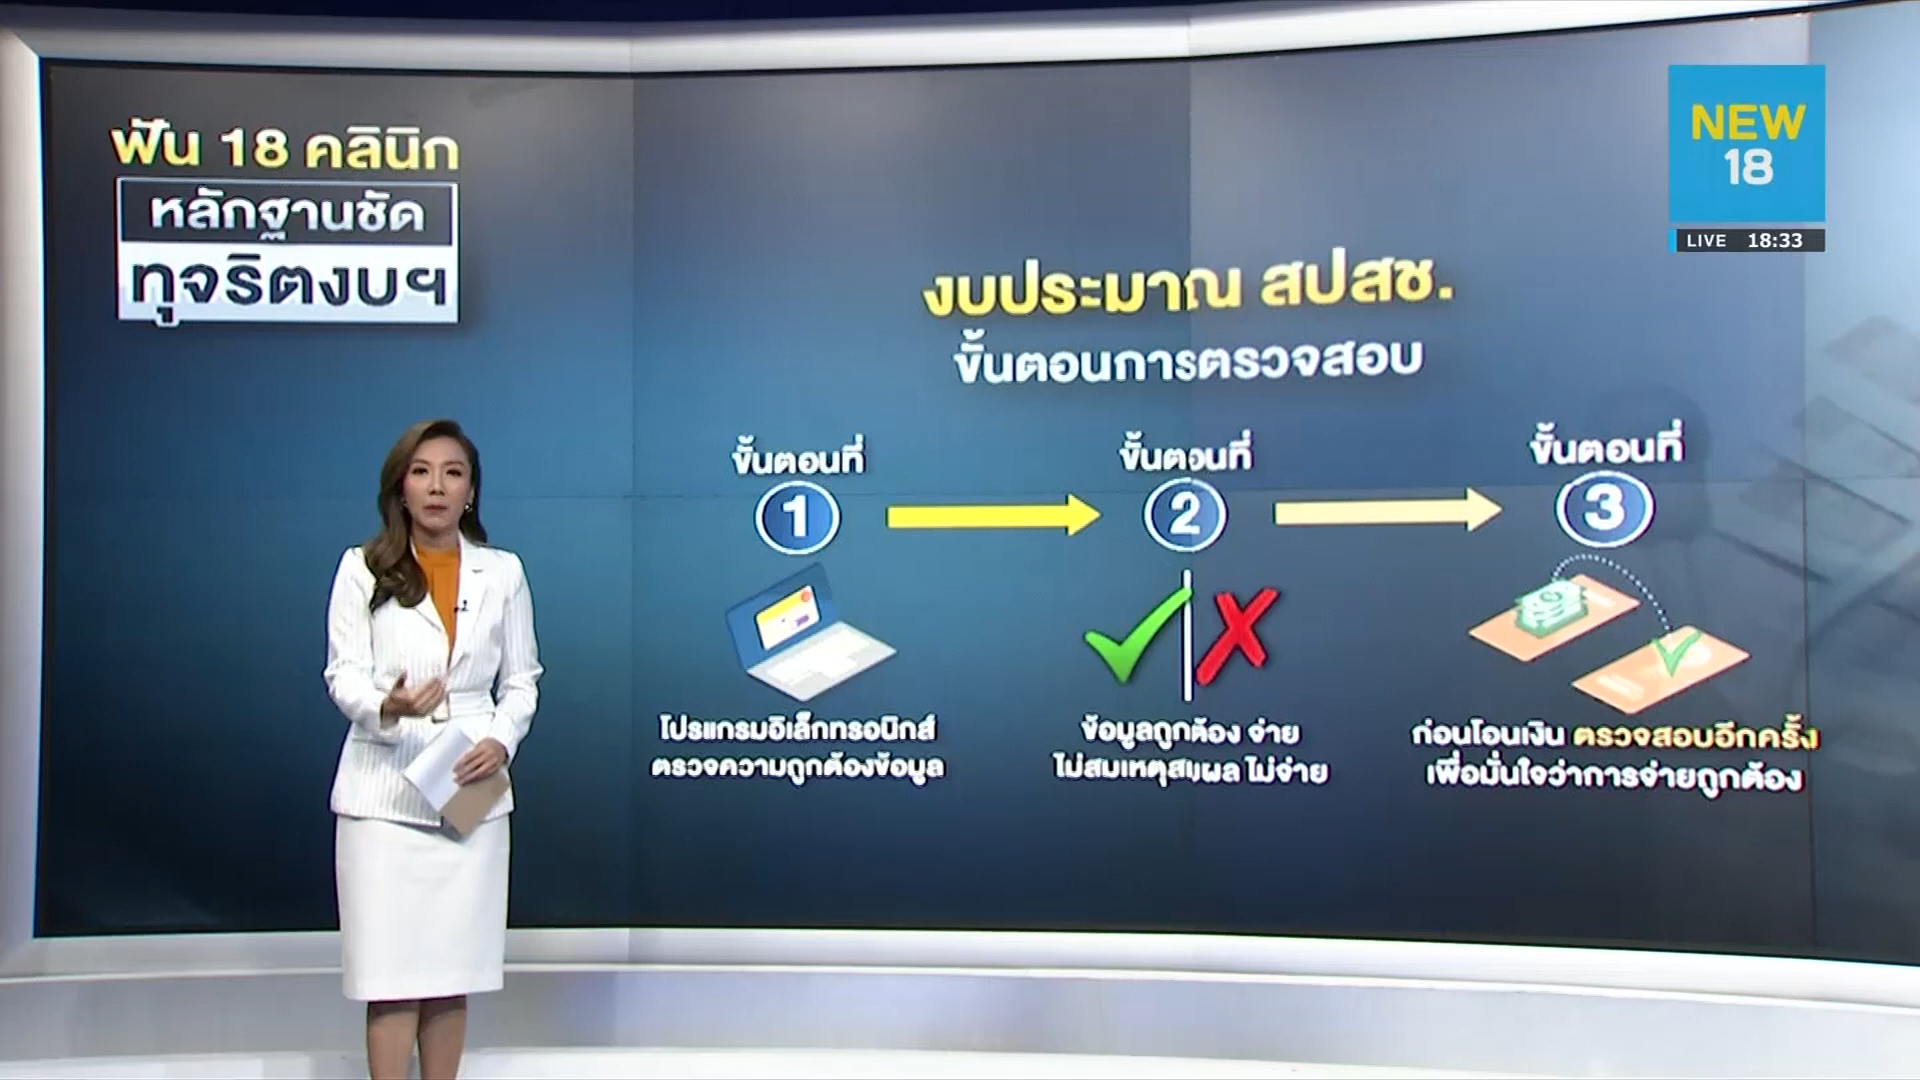 ฟัน 18 คลินิก
หลักฐานชัด
ทุจริตงบฯ
NEW
18
LIVE 18:33
งบประมาณ สปสช.
ขั้นตอนการตรวจสอบ
ขั้นตอนที่
1
โปรแกรมอิเล็กทรอนิกส์
ตรวจความถูกต้องข้อมูล
ขั้นตอนที่
2
ข้อมูลถูกต้อง จ่าย
ไม่สมเหตุสมผล ไม่จ่าย
ขั้นตอนที่
3
ก่อนโอนเงิน ตรวจสอบอีกครั้ง
เพื่อมั่นใจว่าการจ่ายถูกต้อง